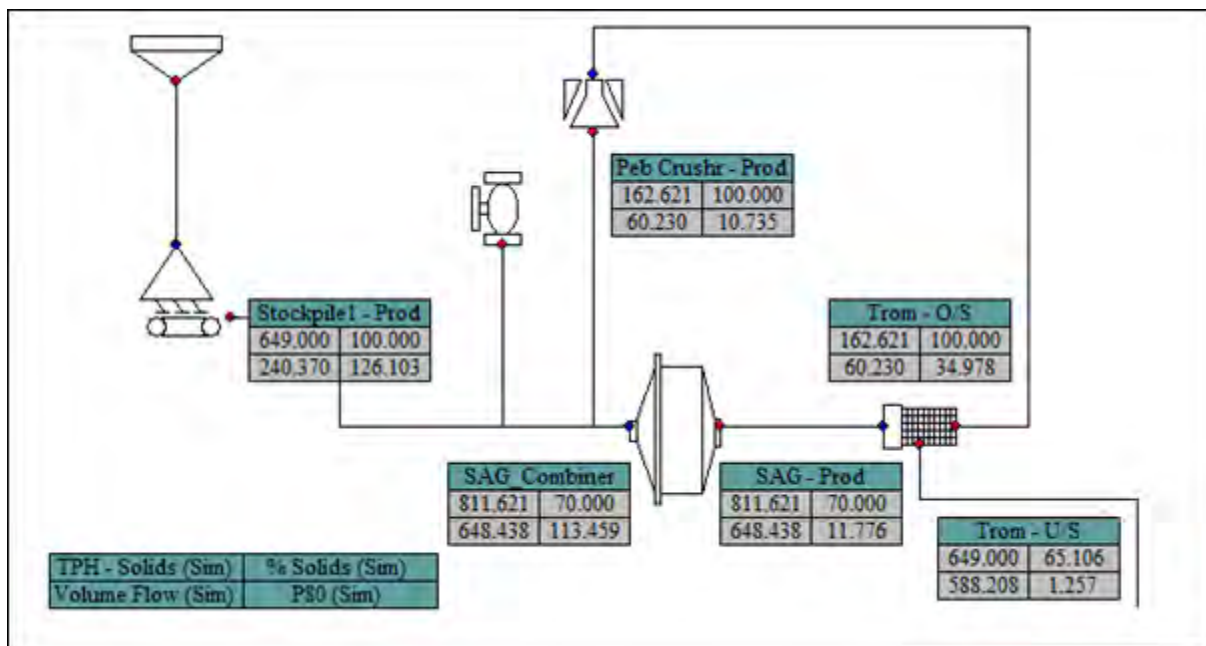 Peb Crushr - Prod
162.621 100.000
60.230 10.735
Stockpile1 - Prod
649.000 100.000
240.370 126.103
Trom - O/S
162.621 100.000
60.230 34.978
SAG_Combiner
811.621 70.000
648.438 113.459
SAG - Prod
811.621 70.000
648.438 11.776
Trom - U/S
649.000 65.106
588.208 1.257
TPH - Solids (Sim) % Solids (Sim)
Volume Flow (Sim) P80 (Sim)